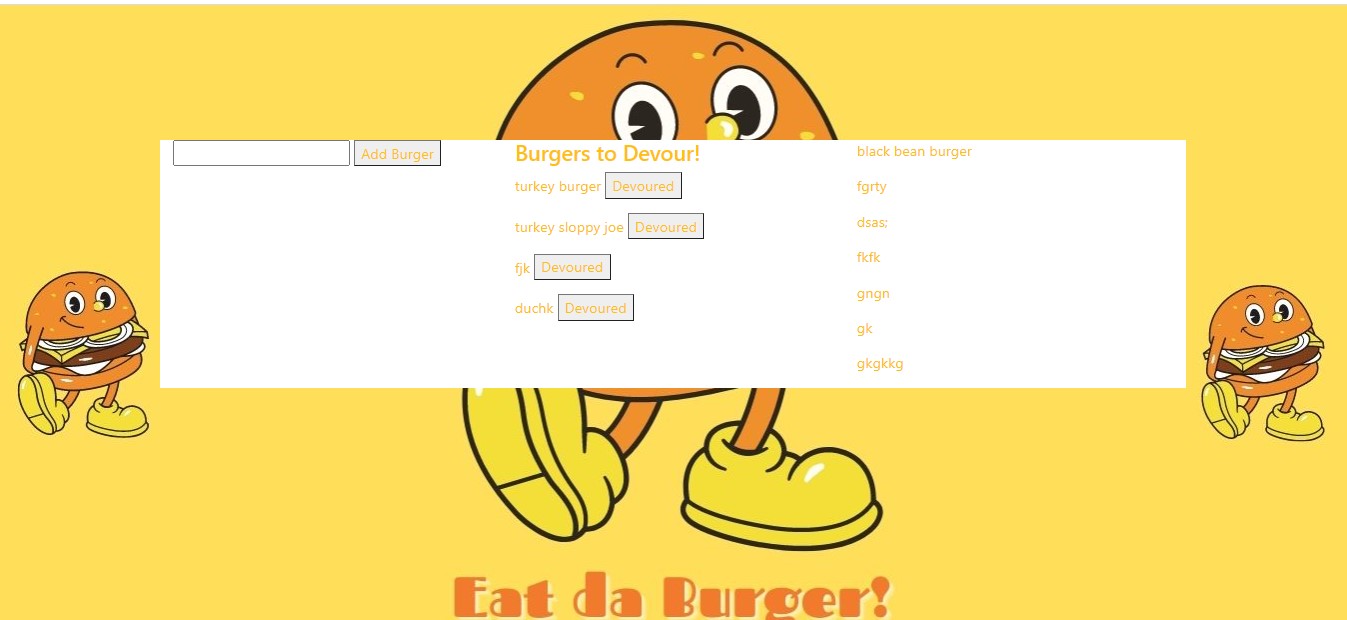 Add Burger
Burgers to Devour!
turkey burger Devoured
turkey sloppy joe Devoured
fjk Devoured
duchk Devoured
black bean burger
fgrty
dsas;
fkfk
gngn
gk
gkgkkg
Eat da Burger!